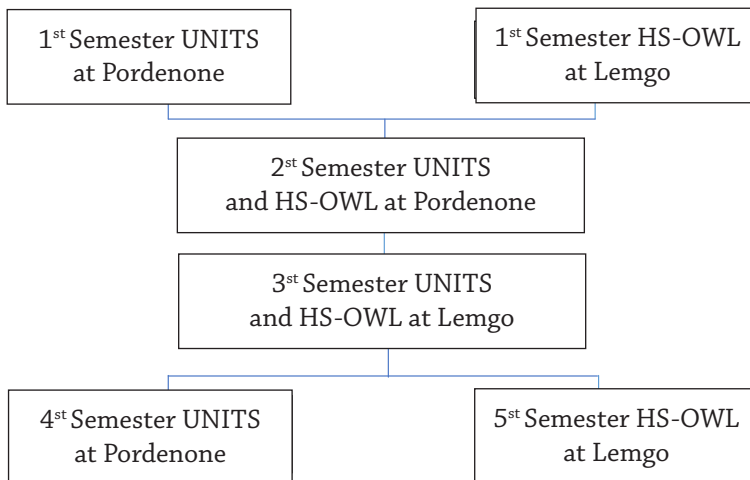 1st Semester UNITS
at Pordenone
1st Semester HS-OWL
at Lemgo
2st Semester UNITS
and HS-OWL at Pordenone
3st Semester UNITS
and HS-OWL at Lemgo
4st Semester UNITS
at Pordenone
5st Semester HS-OWL
at Lemgo